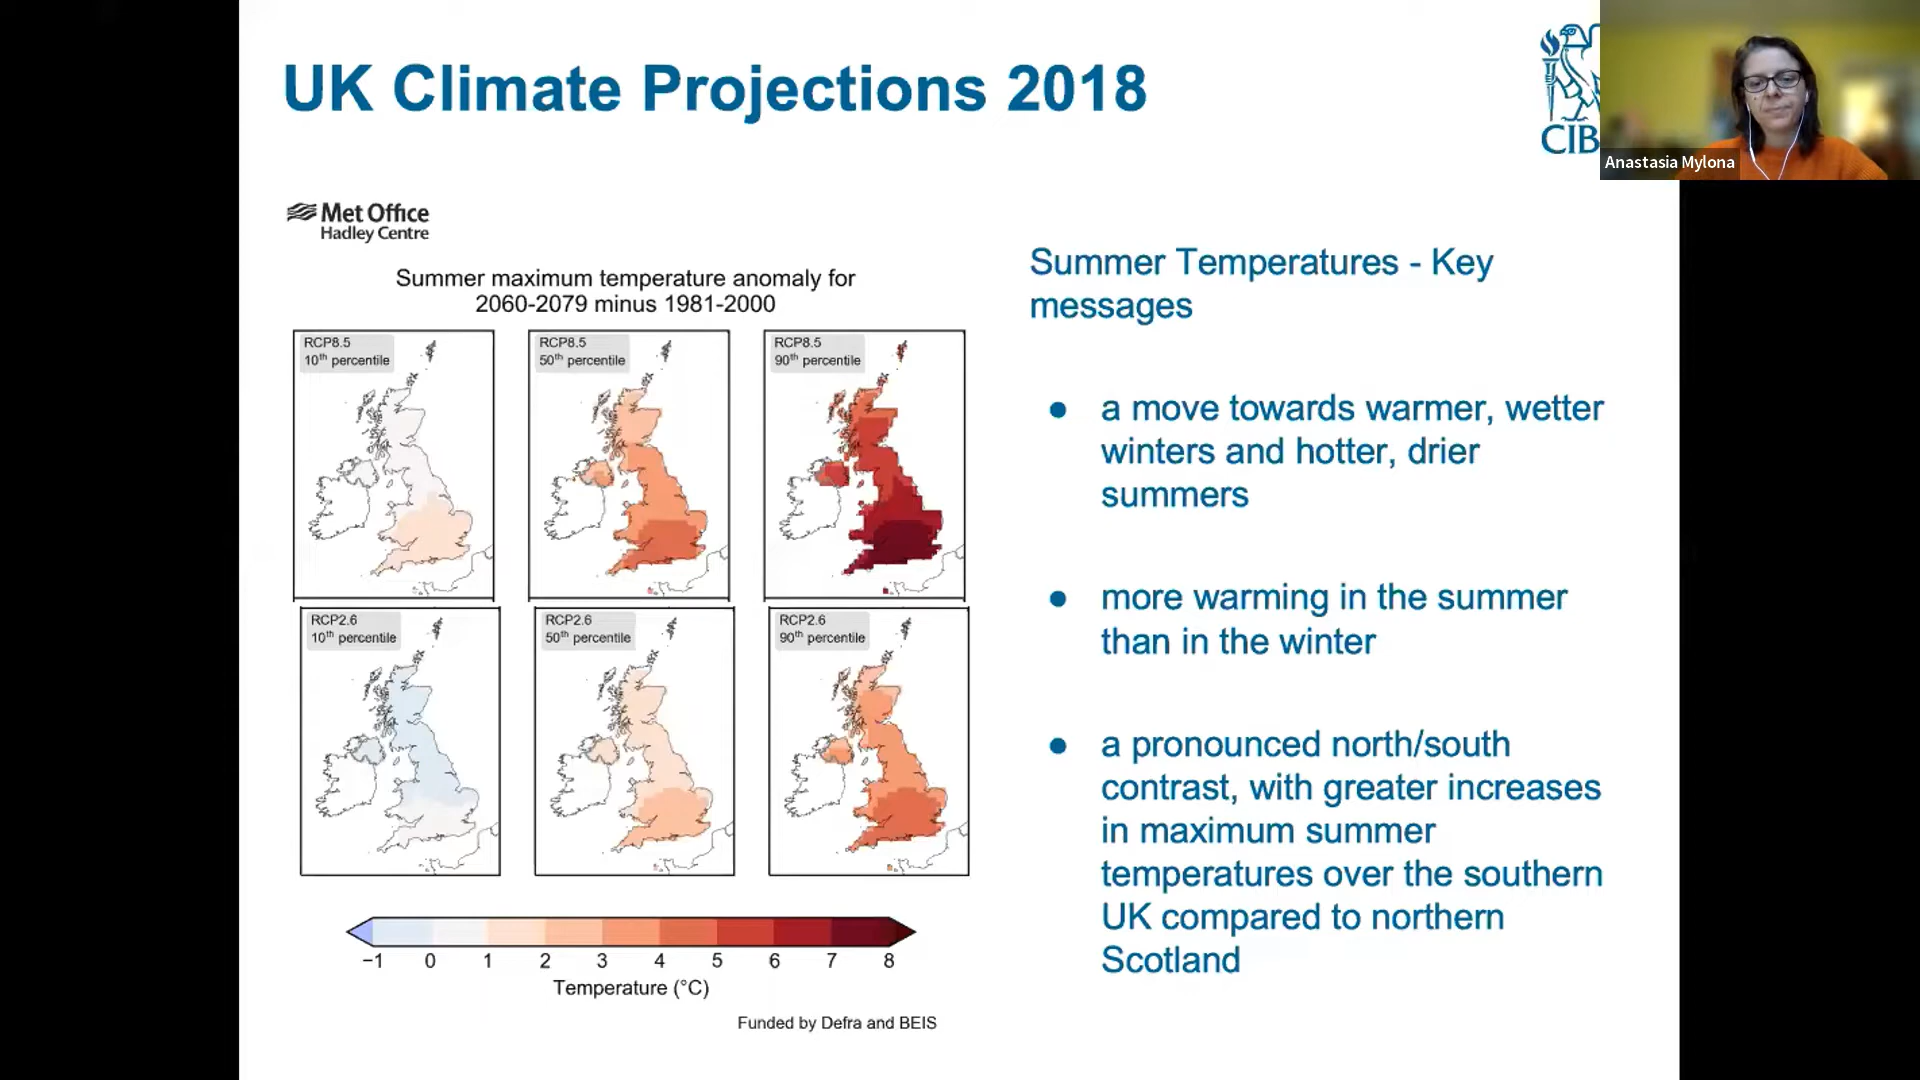 UK Climate Projections 2018
CIB
Anastasia Mylona
Met Office
Hadley Centre
Summer maximum temperature anomaly for
2060-2079 minus 1981-2000
RCP8.5
10th percentile
RCP8.5
50th percentile
RCP8.5
90th percentile
RCP2.6
10th percentile
RCP2.6
50th percentile
RCP2.6
90th percentile
−1 0 1 2 3 4 5 6 7 8
Temperature (°C)
Funded by Defra and BEIS
Summer Temperatures - Key
messages
● a move towards warmer, wetter
winters and hotter, drier
summers
● more warming in the summer
than in the winter
● a pronounced north/south
contrast, with greater increases
in maximum summer
temperatures over the southern
UK compared to northern
Scotland